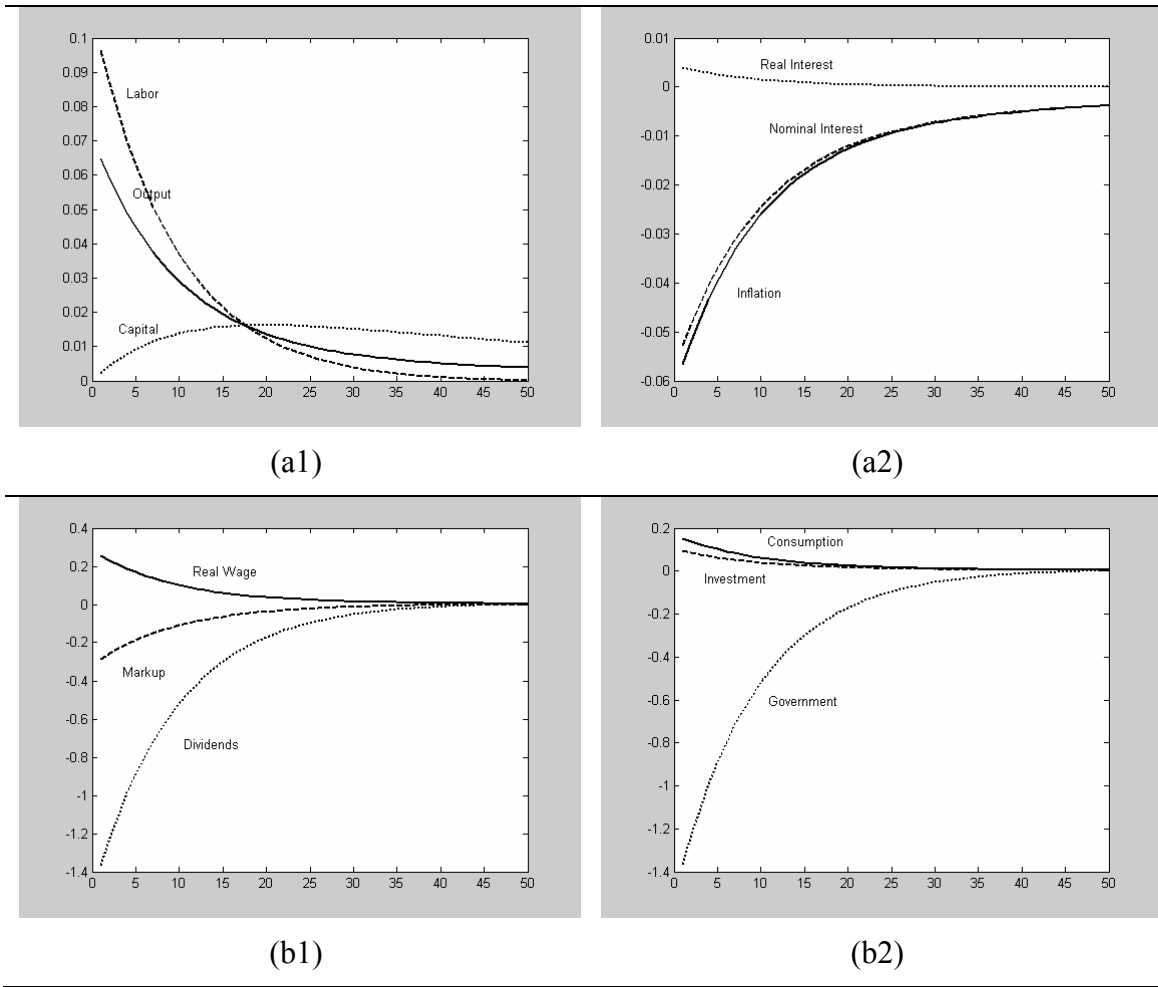 0.1
0.09
0.08
0.07
0.06
0.05
0.04
0.03
0.02
0.01
0
Labor
Output
Capital
0 5 10 15 20 25 30 35 40 45 50
(a1)
0.01
0
-0.01
-0.02
-0.03
-0.04
-0.05
-0.06
Real Interest
Nominal Interest
Inflation
0 5 10 15 20 25 30 35 40 45 50
(a2)
0.4
0.2
0
-0.2
-0.4
-0.6
-0.8
-1
-1.2
-1.4
Real Wage
Markup
Dividends
0 5 10 15 20 25 30 35 40 45 50
(b1)
0.2
0
-0.2
-0.4
-0.6
-0.8
-1
-1.2
-1.4
Consumption
Investment
Government
0 5 10 15 20 25 30 35 40 45 50
(b2)